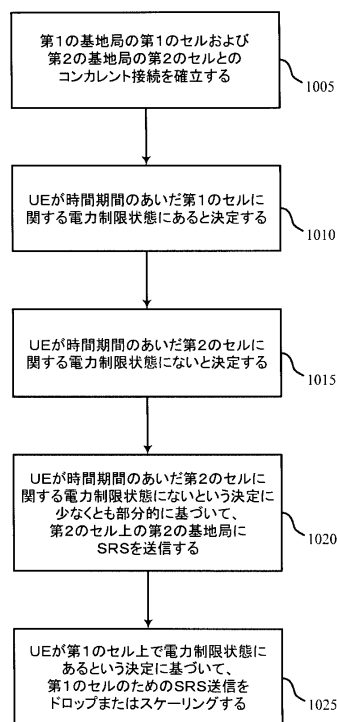 第1の基地局の第1のセルおよび
第2の基地局の第2のセルとの
コンカレント接続を確立する
1005
UEが時間期間のあいだ第1のセルに
関する電力制限状態にあると決定する
1010
UEが時間期間のあいだ第2のセルに
関する電力制限状態にないと決定する
1015
UEが時間期間のあいだ第2のセルに
関する電力制限状態にないという決定に
少なくとも部分的に基づいて、
第2のセル上の第2の基地局に
SRSを送信する
1020
UEが第1のセル上で電力制限状態に
あるという決定に基づいて、
第1のセルのためのSRS送信を
ドロップまたはスケーリングする
1025